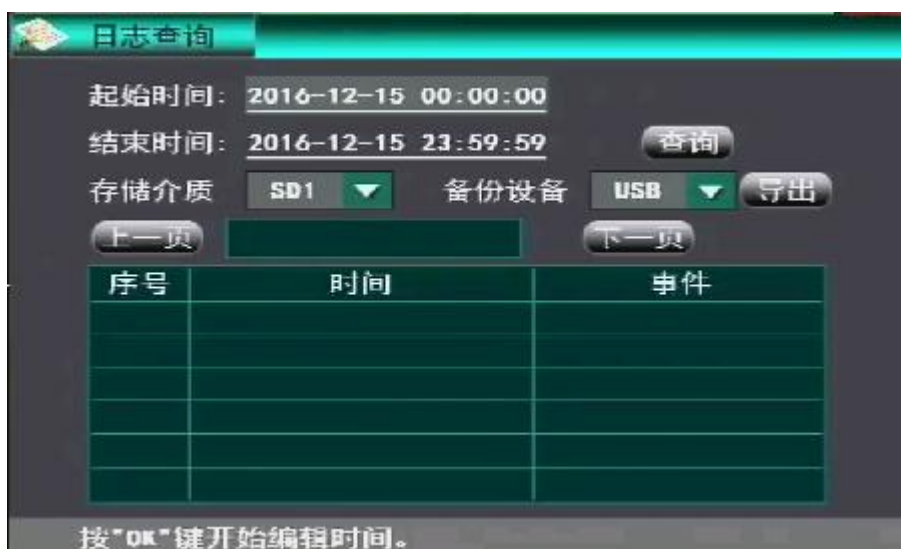 日志查询
起始时间: 2016-12-15 00:00:00
结束时间: 2016-12-15 23:59:59 查询
存储介质 SD1 备份设备 USB 导出
上一页 下一页
序号 时间 事件
按"OK"键开始编辑时间。